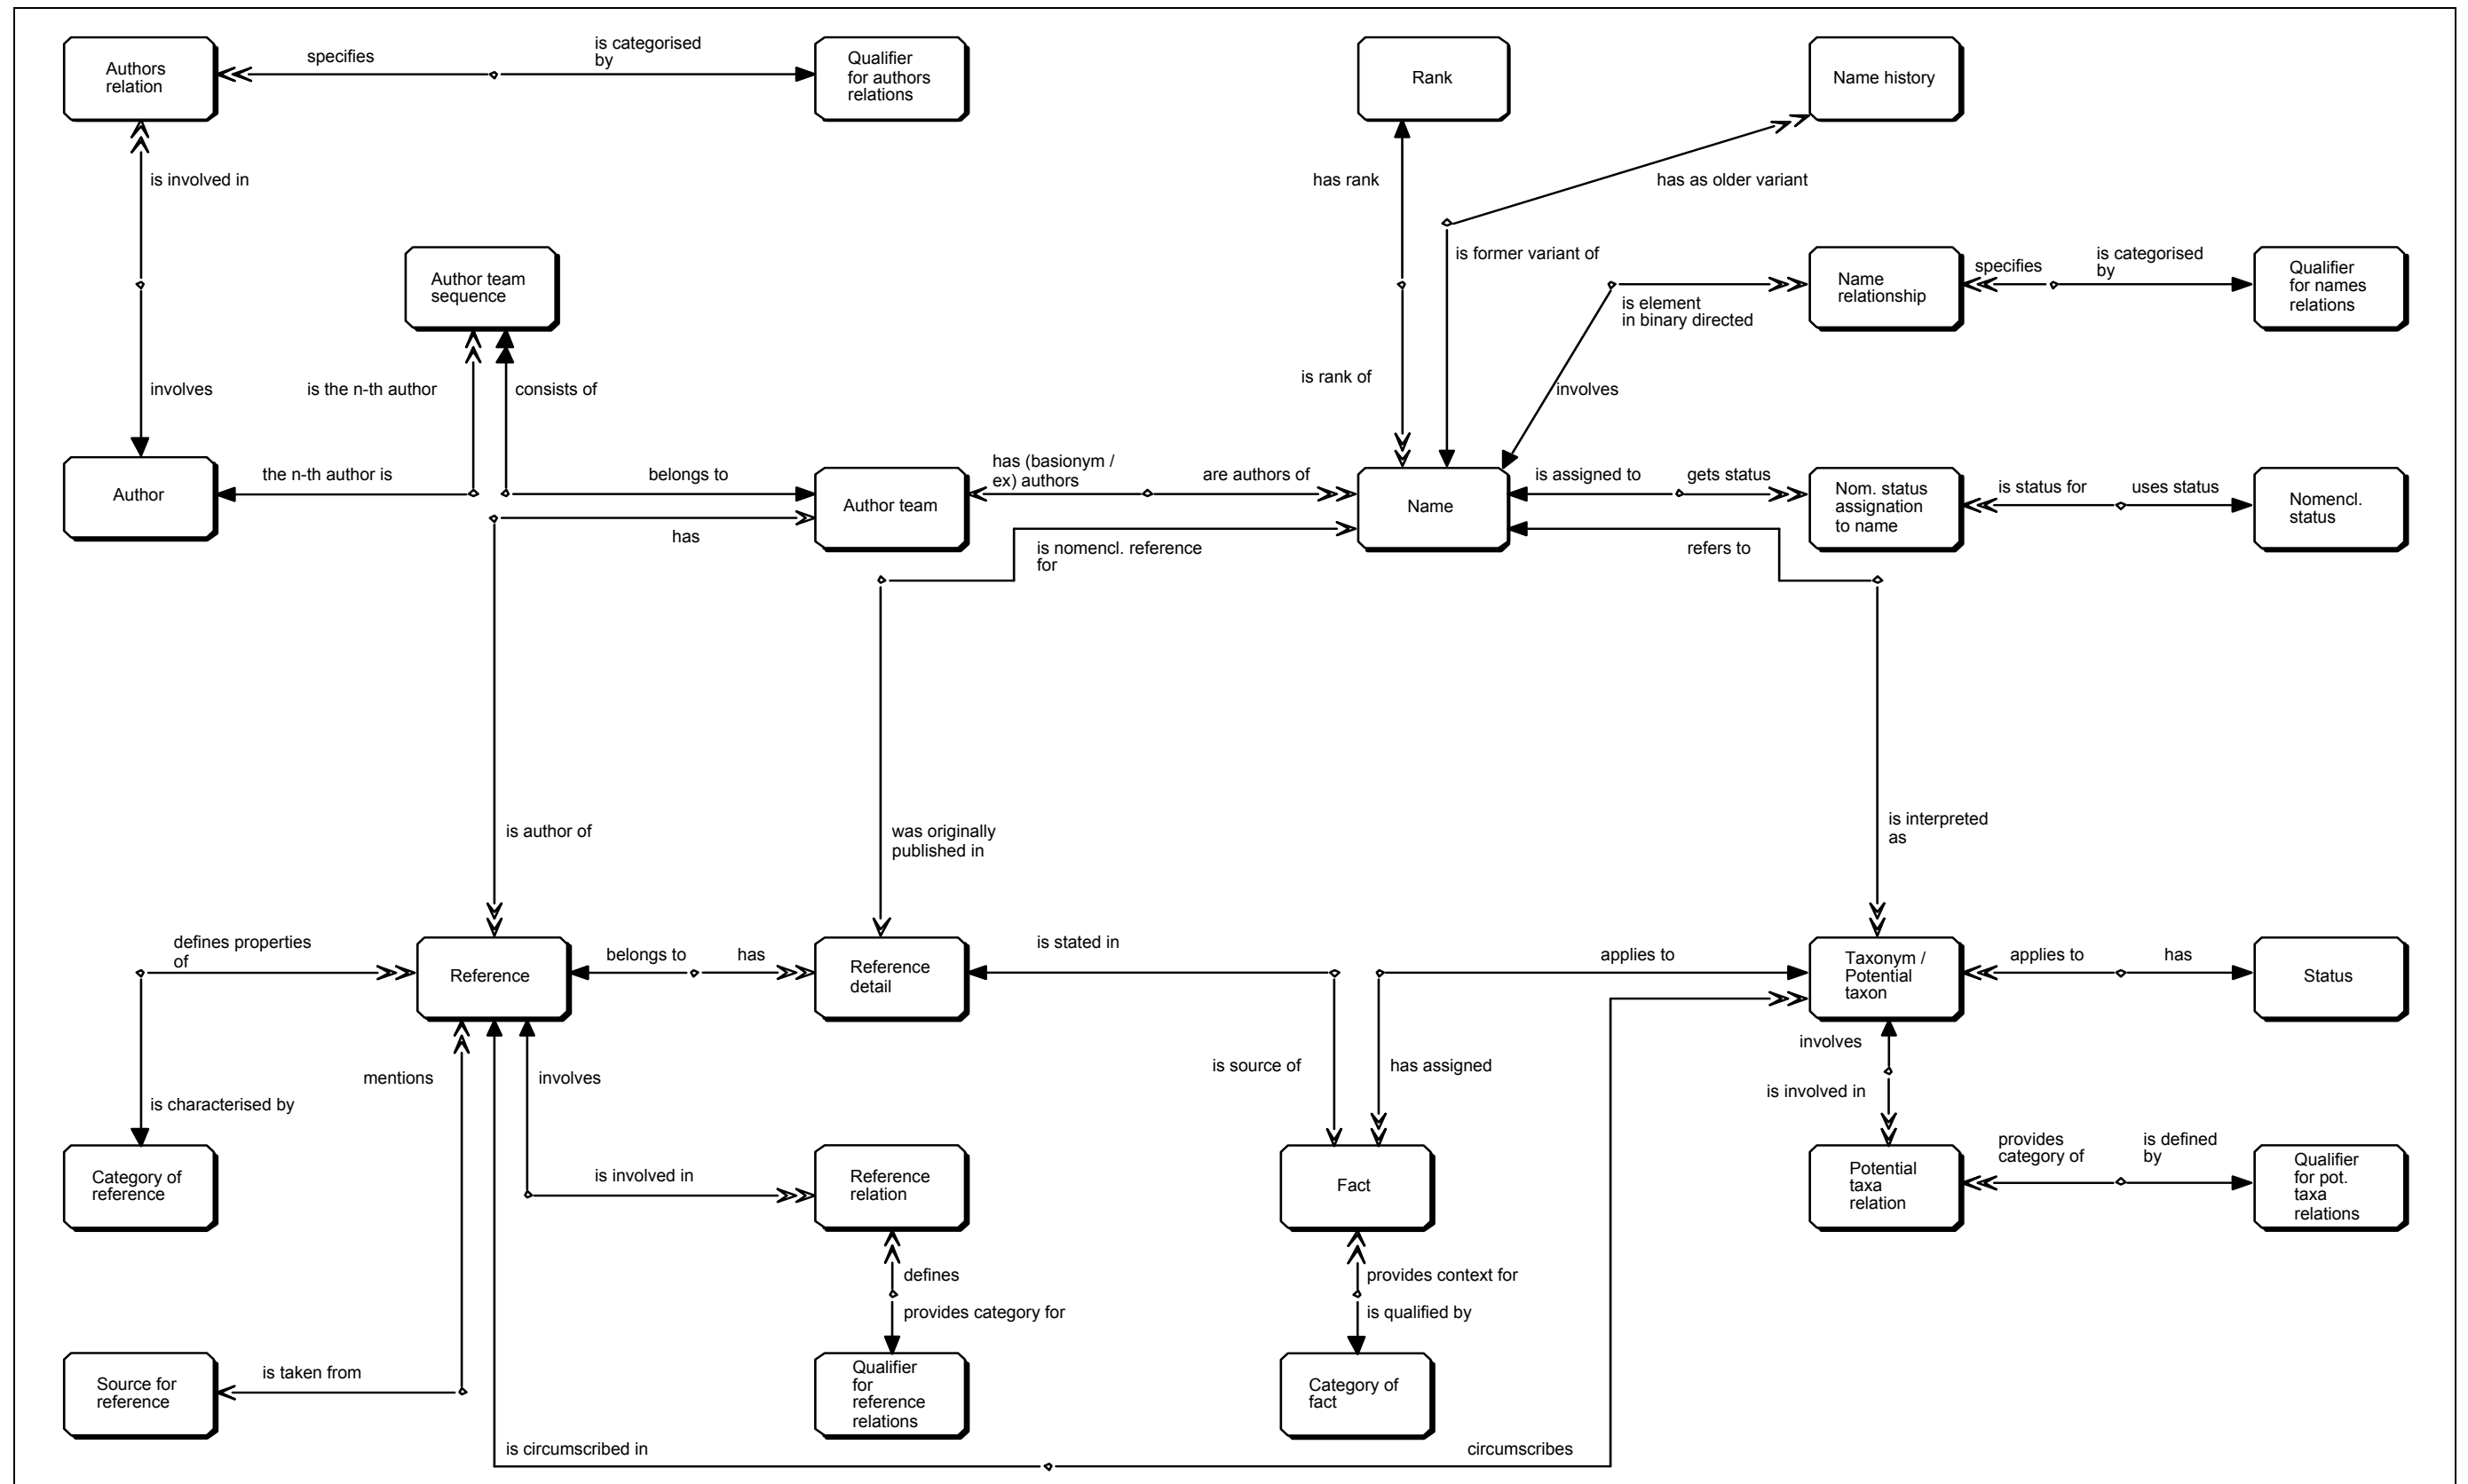 Authors
relation
specifies
is categorised
by
Qualifier
for authors
relations
Rank
Name history
is involved in
has rank
has as older variant
Author team
sequence
is former variant of
is element
in binary directed
Name
relationship
specifies
is categorised
by
Qualifier
for names
relations
involves
is the n-th author
consists of
is rank of
involves
Author
the n-th author is
belongs to
has
Author team
has (basionym /
ex) authors
are authors of
Name
is assigned to
gets status
Nom. status
assignation
to name
is status for
uses status
Nomencl.
status
is nomencl. reference
for
refers to
is author of
was originally
published in
is interpreted
as
defines properties
of
Reference
belongs to
has
Reference
detail
is stated in
applies to
Taxonym /
Potential
taxon
applies to
has
Status
mentions
involves
is source of
has assigned
involves
is involved in
is characterised by
Category of
reference
is involved in
Reference
relation
Fact
Potential
taxa
relation
provides
category of
is defined
by
Qualifier
for pot.
taxa
relations
defines
provides category for
provides context for
is qualified by
Source for
reference
is taken from
Qualifier
for
reference
relations
Category of
fact
is circumscribed in
circumscribes